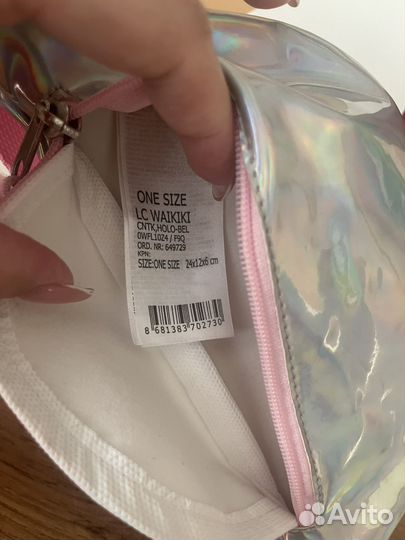 ONE SIZE
LC WAIKIKI
CNTK,HOLO-BEL
0WFL10Z4 / F9Q
ORD. NR: 649729
KPN:
SIZE:ONE SIZE 24x12x6 cm
8 681383 702730
Avito